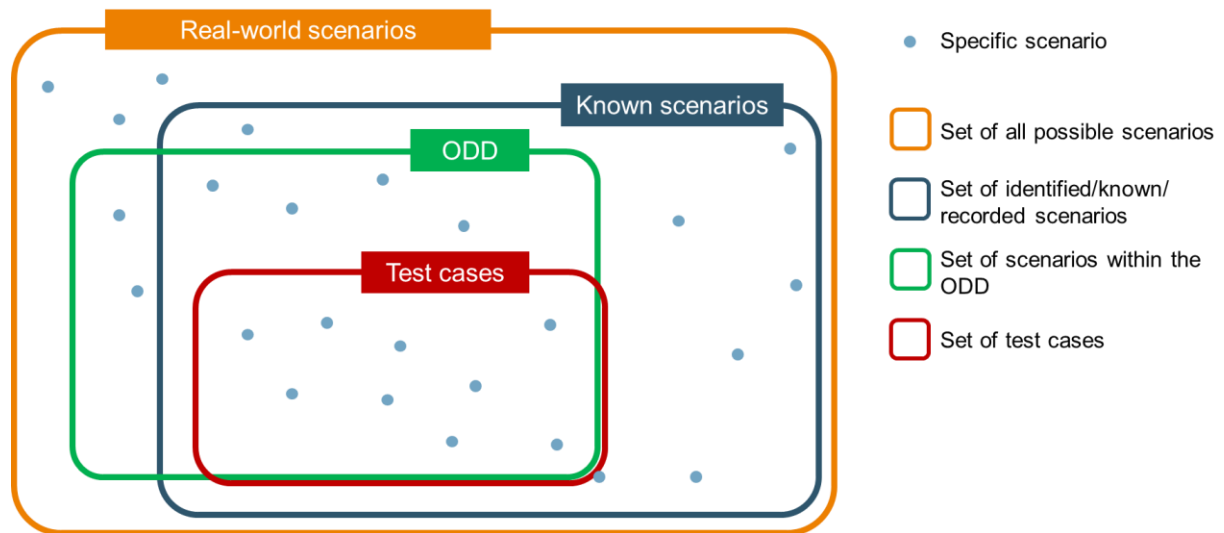 Real-world scenarios
Known scenarios
ODD
Test cases
Specific scenario
Set of all possible scenarios
Set of identified/known/
recorded scenarios
Set of scenarios within the
ODD
Set of test cases